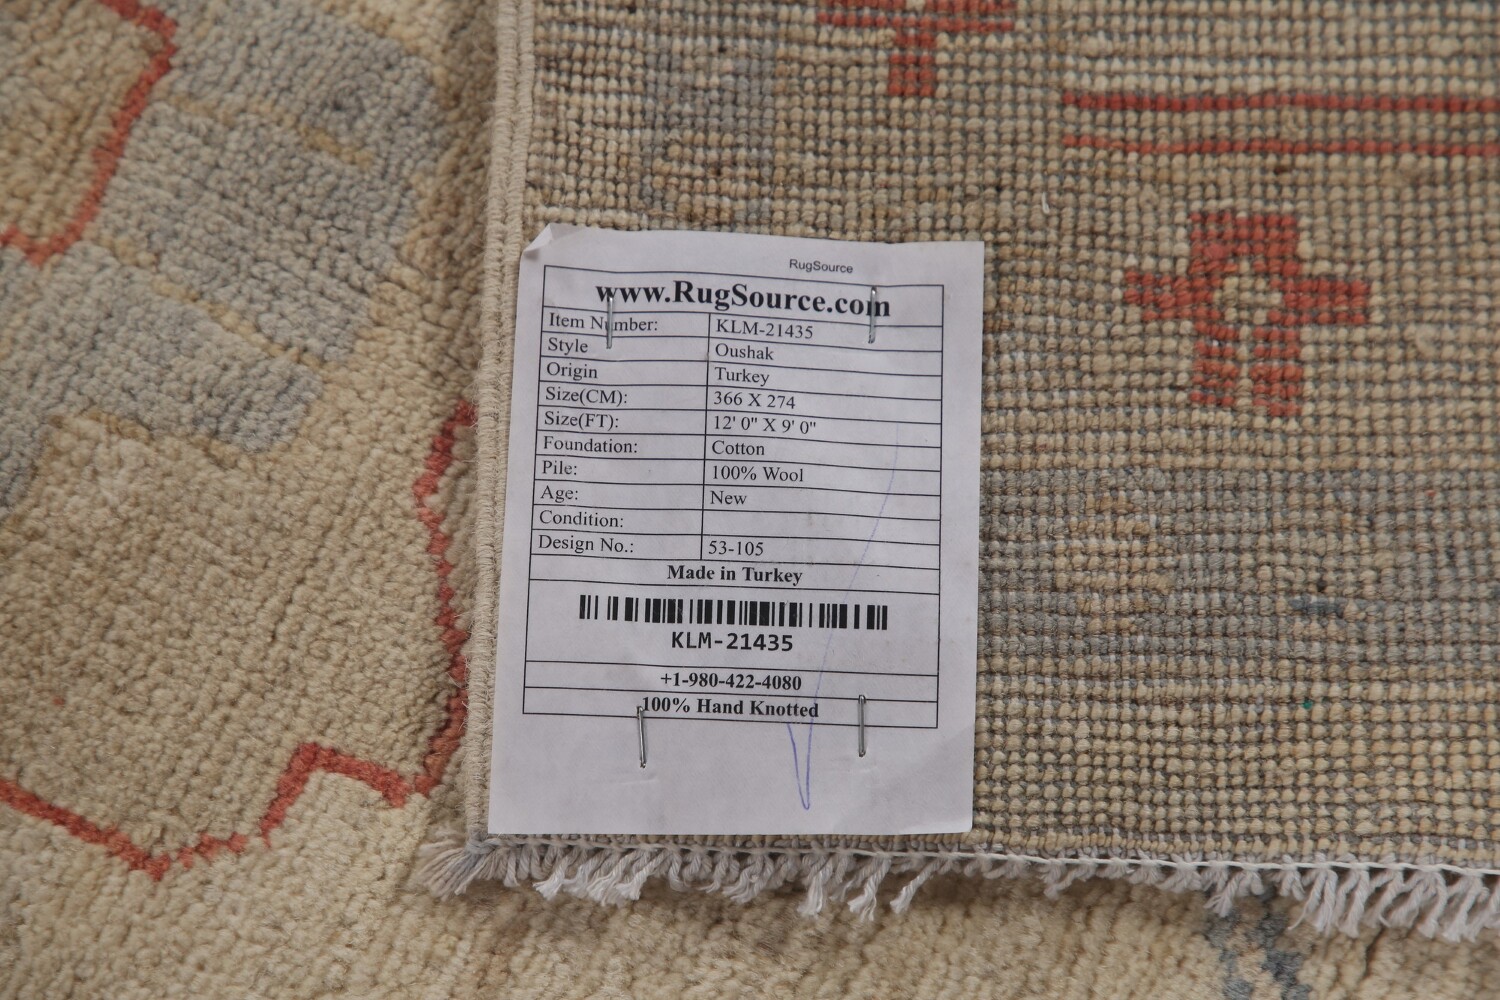 RugSource
www.RugSource.com
Item Number: KLM-21435
Style Oushak
Origin Turkey
Size(CM): 366 X 274
Size(FT): 12' 0" X 9' 0"
Foundation: Cotton
Pile: 100% Wool
Age: New
Condition:
Design No.: 53-105
Made in Turkey
KLM-21435
+1-980-422-4080
100% Hand Knotted